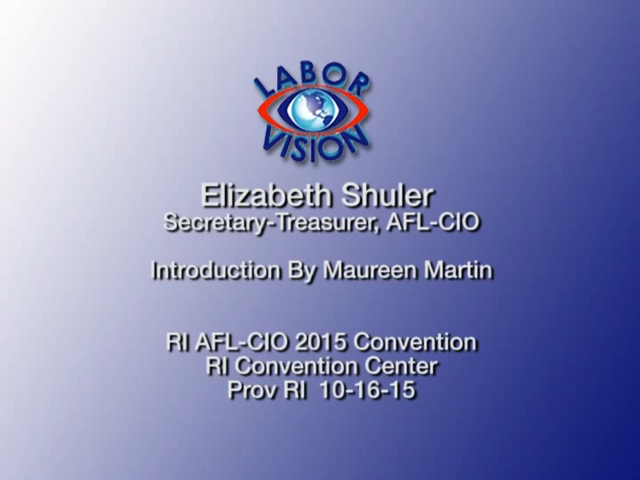 LABOR
VISION
Elizabeth Shuler
Secretary-Treasurer, AFL-CIO
Introduction By Maureen Martin
RI AFL-CIO 2015 Convention
RI Convention Center
Prov RI 10-16-15